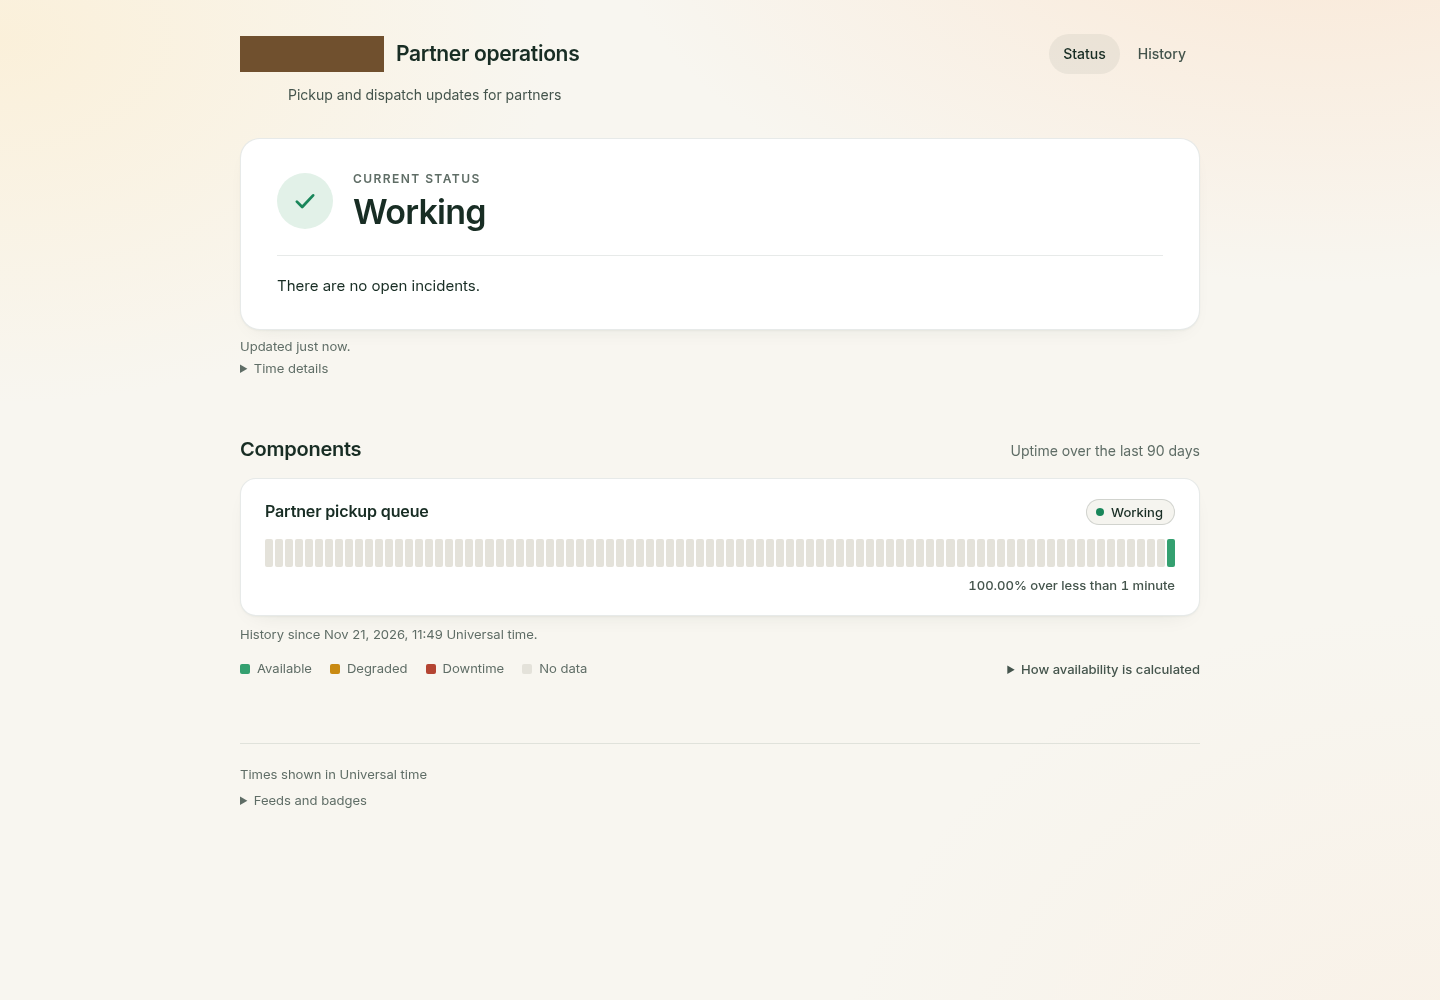 Partner operations
Status
History
Pickup and dispatch updates for partners
CURRENT STATUS
Working
There are no open incidents.
Updated just now.
Time details
Components
Uptime over the last 90 days
Partner pickup queue
Working
100.00% over less than 1 minute
History since Nov 21, 2026, 11:49 Universal time.
Available
Degraded
Downtime
No data
How availability is calculated
Times shown in Universal time
Feeds and badges